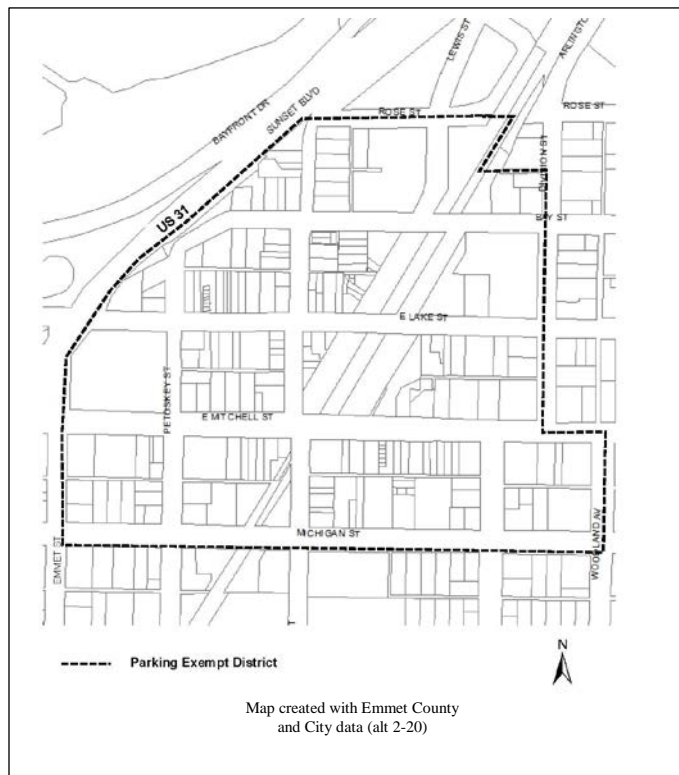 LEWIS ST
ARLINGTON
BAYFRONT DR
SUNSET BLVD
ROSE ST
ROSE ST
DIVISION ST
US 31
BAY ST
E LAKE ST
PETOSKEY ST
E MITCHELL ST
MICHIGAN ST
EMMET ST
WOODLAND AV
T
Parking Exempt District
N
Map created with Emmet County
and City data (alt 2-20)